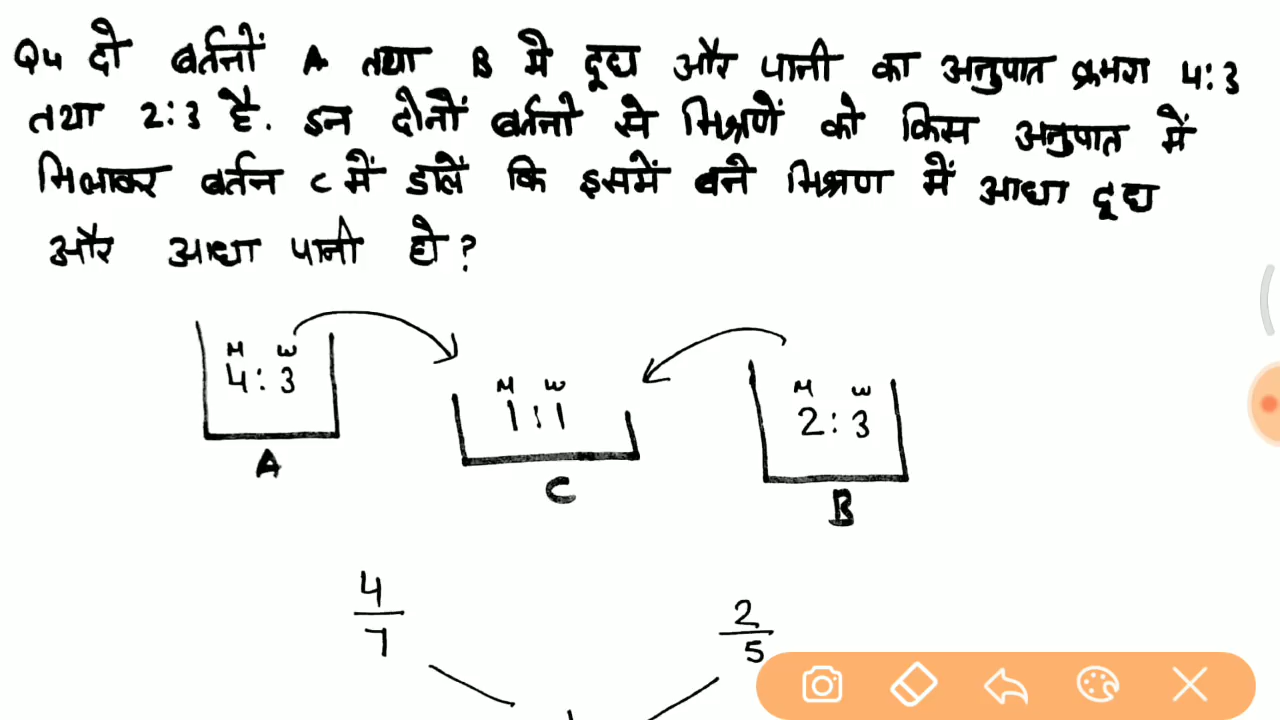 Q4 दो बर्तनों A तथा B मे दूध और पानी का अनुपात क्रमश 4:3
तथा 2:3 है. इन दोनों बर्तनो से मिश्रणें को किस अनुपात में
मिलाकर बर्तन C में डालें कि इसमें बने मिश्रण में आधा दूध
और आधा पानी हो?
M W
4:3
A
M W
1:1
C
M W
2:3
B
4
7
2
5